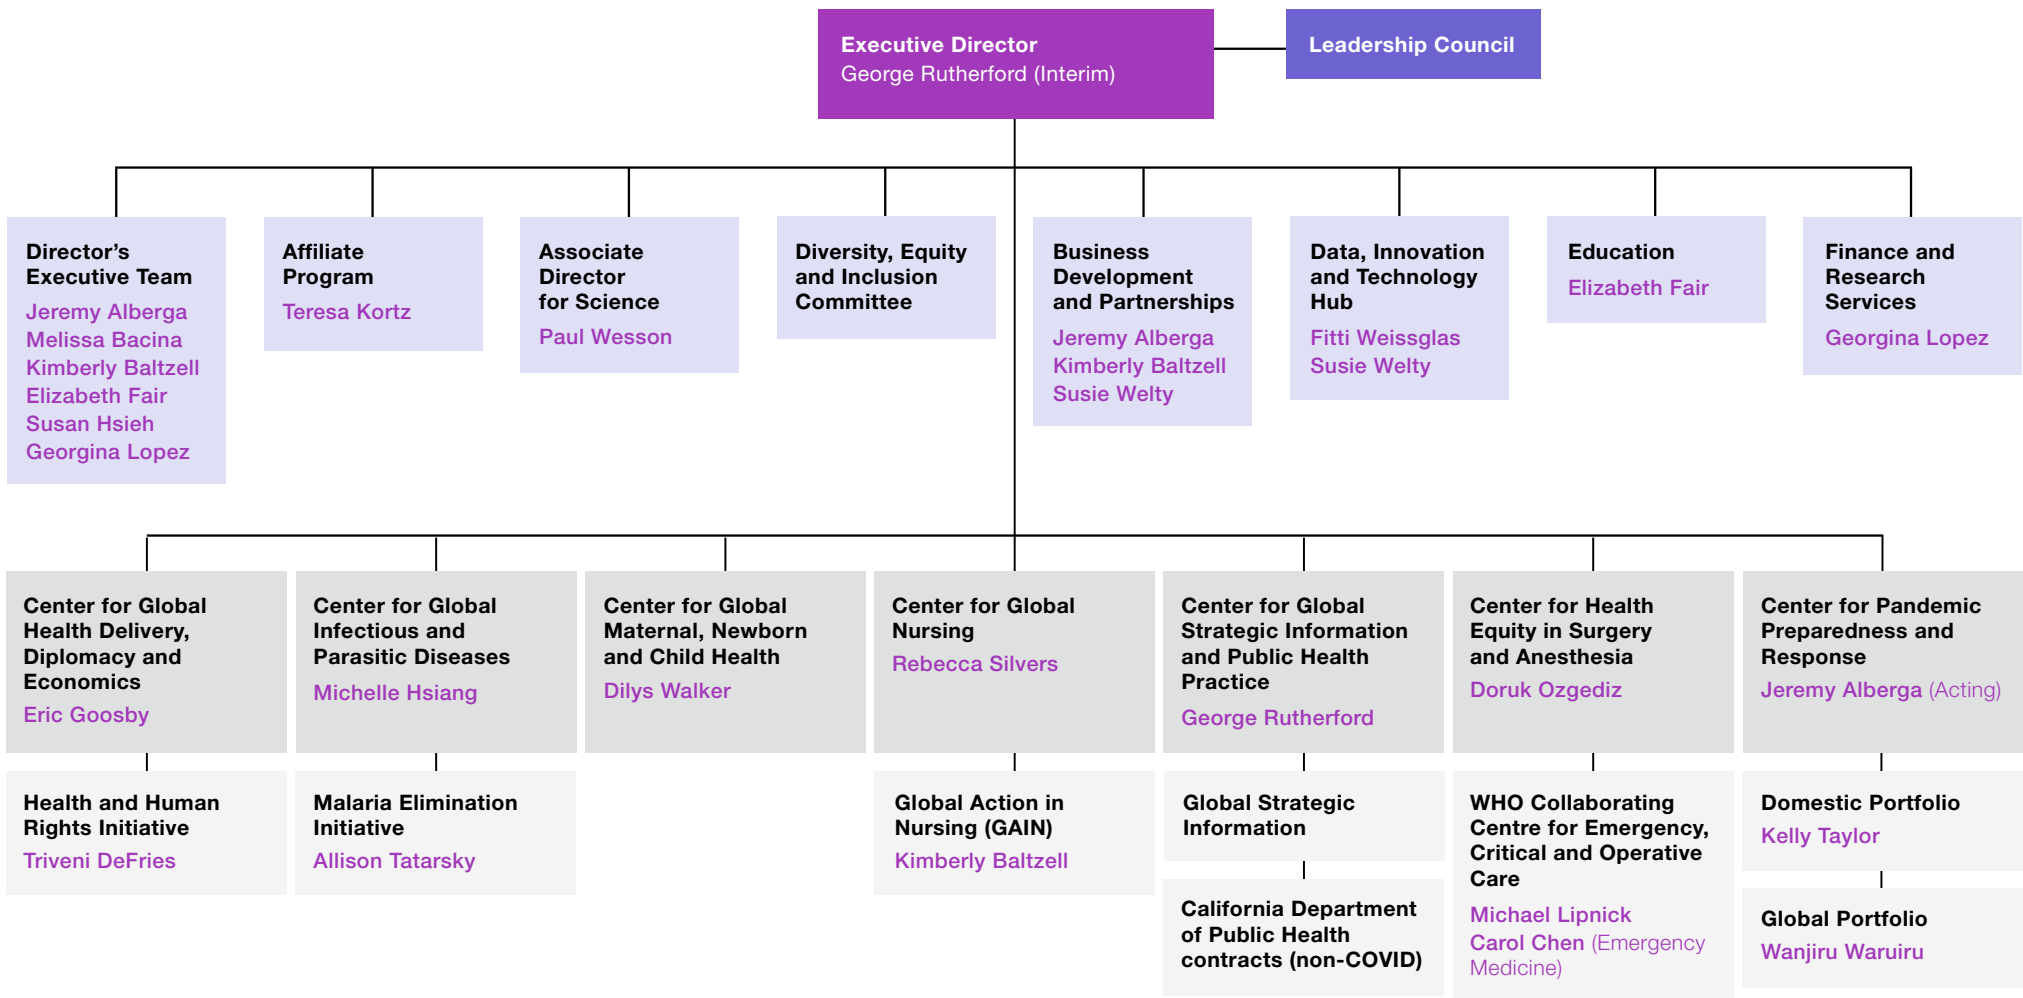 Executive Director
George Rutherford (Interim)
Leadership Council
Director’s
Executive Team
Jeremy Alberga
Melissa Bacina
Kimberly Baltzell
Elizabeth Fair
Susan Hsieh
Georgina Lopez
Affiliate
Program
Teresa Kortz
Associate
Director
for Science
Paul Wesson
Diversity, Equity
and Inclusion
Committee
Business
Development
and Partnerships
Jeremy Alberga
Kimberly Baltzell
Susie Welty
Data, Innovation
and Technology
Hub
Fitti Weissglas
Susie Welty
Education
Elizabeth Fair
Finance and
Research
Services
Georgina Lopez
Center for Global
Health Delivery,
Diplomacy and
Economics
Eric Goosby
Center for Global
Infectious and
Parasitic Diseases
Michelle Hsiang
Center for Global
Maternal, Newborn
and Child Health
Dilys Walker
Center for Global
Nursing
Rebecca Silvers
Center for Global
Strategic Information
and Public Health
Practice
George Rutherford
Center for Health
Equity in Surgery
and Anesthesia
Doruk Ozgediz
Center for Pandemic
Preparedness and
Response
Jeremy Alberga (Acting)
Health and Human
Rights Initiative
Triveni DeFries
Malaria Elimination
Initiative
Allison Tatarsky
Global Action in
Nursing (GAIN)
Kimberly Baltzell
Global Strategic
Information
California Department
of Public Health
contracts (non-COVID)
WHO Collaborating
Centre for Emergency,
Critical and Operative
Care
Michael Lipnick
Carol Chen (Emergency
Medicine)
Domestic Portfolio
Kelly Taylor
Global Portfolio
Wanjiru Waruiru